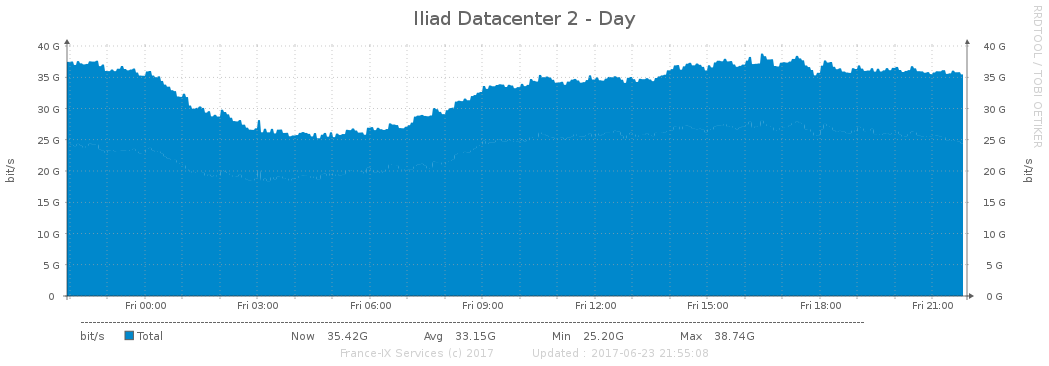 Iliad Datacenter 2 - Day
RRDTOOL / TOBI OETIKER
bit/s
40 G
35 G
30 G
25 G
20 G
15 G
10 G
5 G
0
40 G
35 G
30 G
25 G
20 G
15 G
10 G
5 G
0 G
bit/s
Fri 00:00 Fri 03:00 Fri 06:00 Fri 09:00 Fri 12:00 Fri 15:00 Fri 18:00 Fri 21:00
bit/s Total Now 35.42G Avg 33.15G Min 25.20G Max 38.74G
France-IX Services (c) 2017 Updated : 2017-06-23 21:55:08